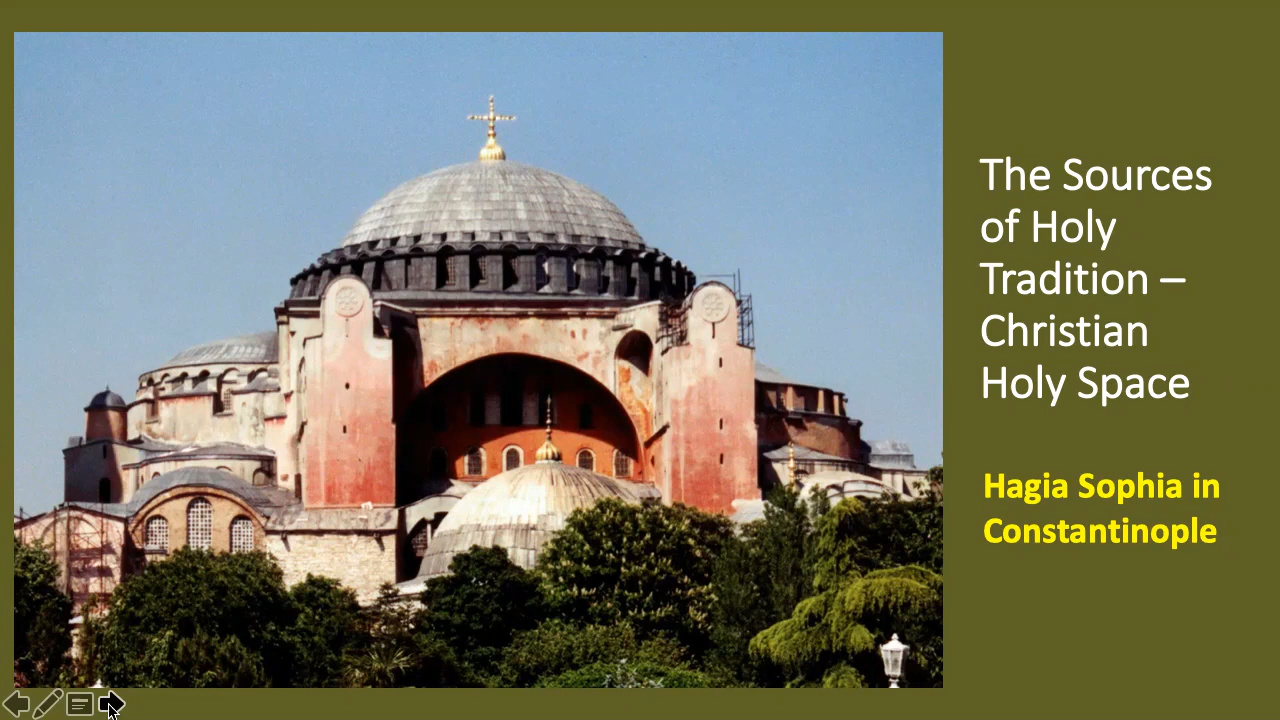 The Sources
of Holy
Tradition –
Christian
Holy Space
Hagia Sophia in
Constantinople